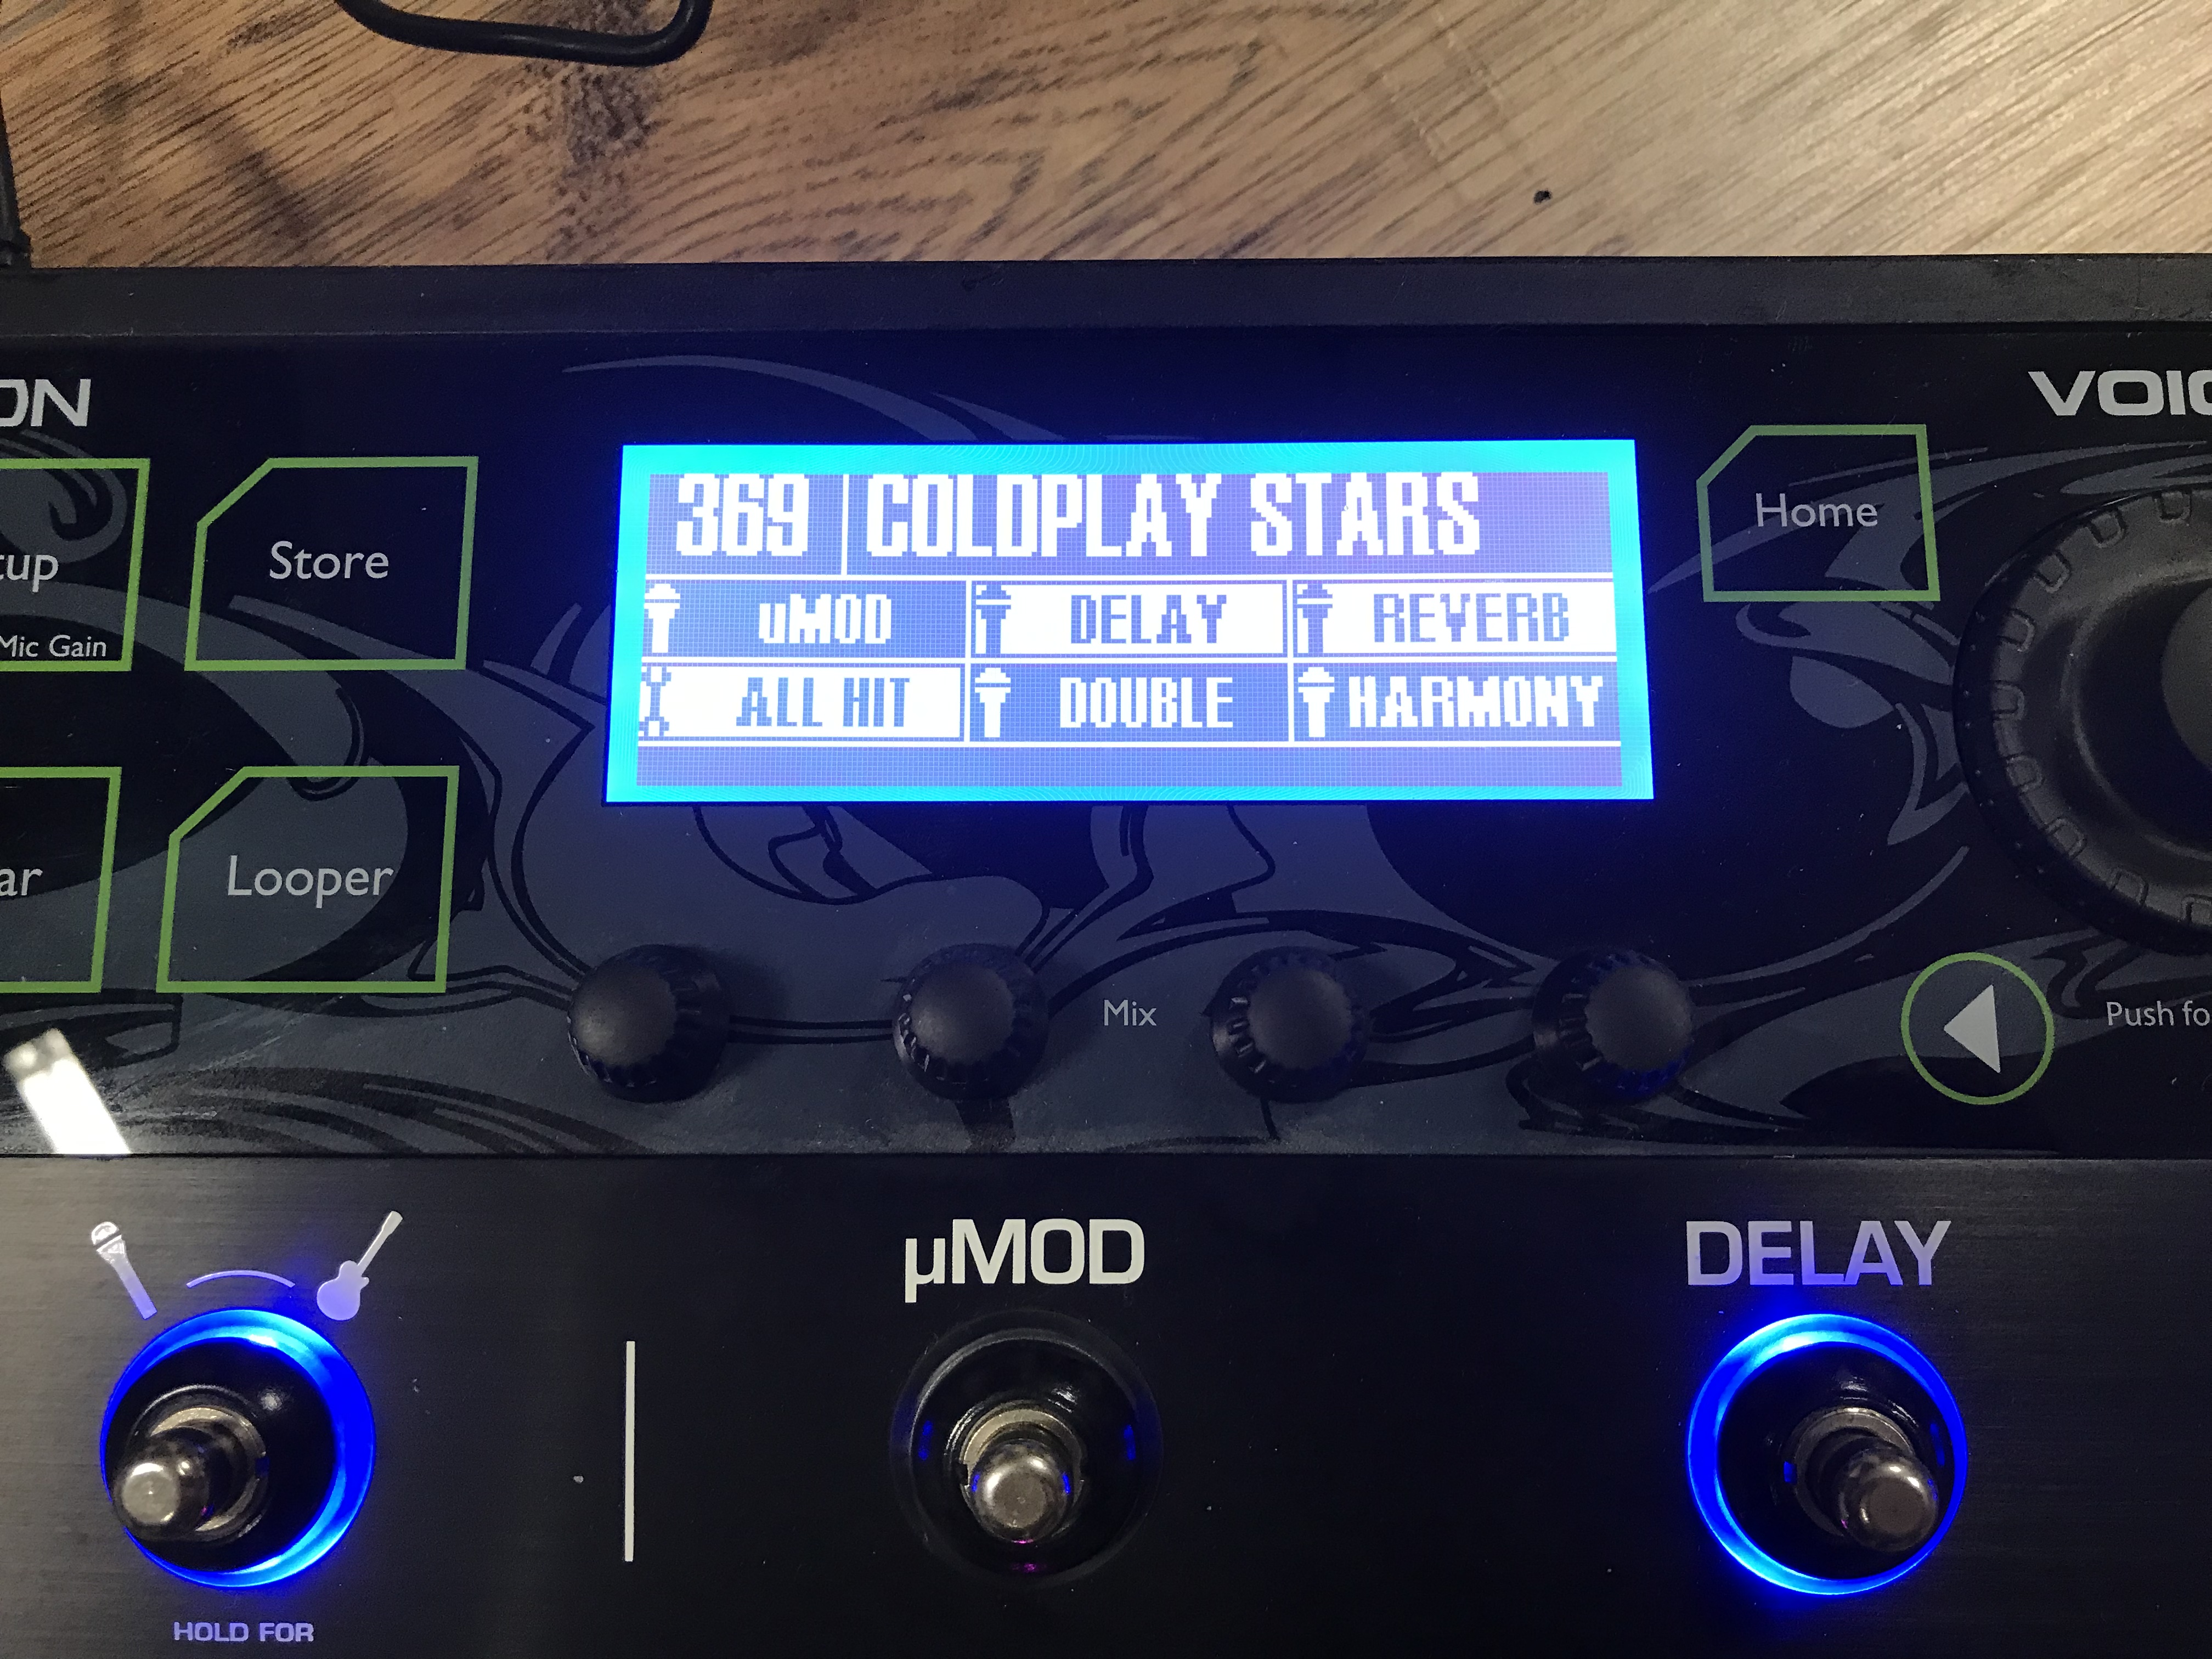 ON
VOIC
tup
Mic Gain
Store
369 COLDPLAY STARS
uMOD DELAY REVERB
ALL HIT DOUBLE HARMONY
Home
ar
Looper
Mix
Push fo
µMOD
DELAY
HOLD FOR